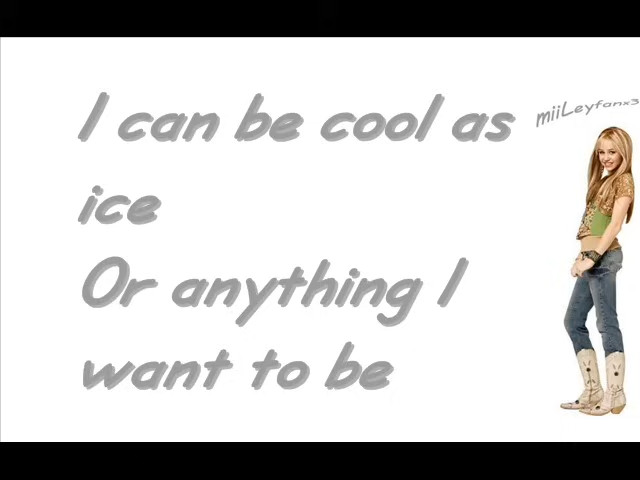 I can be cool as
ice
Or anything I
want to be
miiLeyfanx3